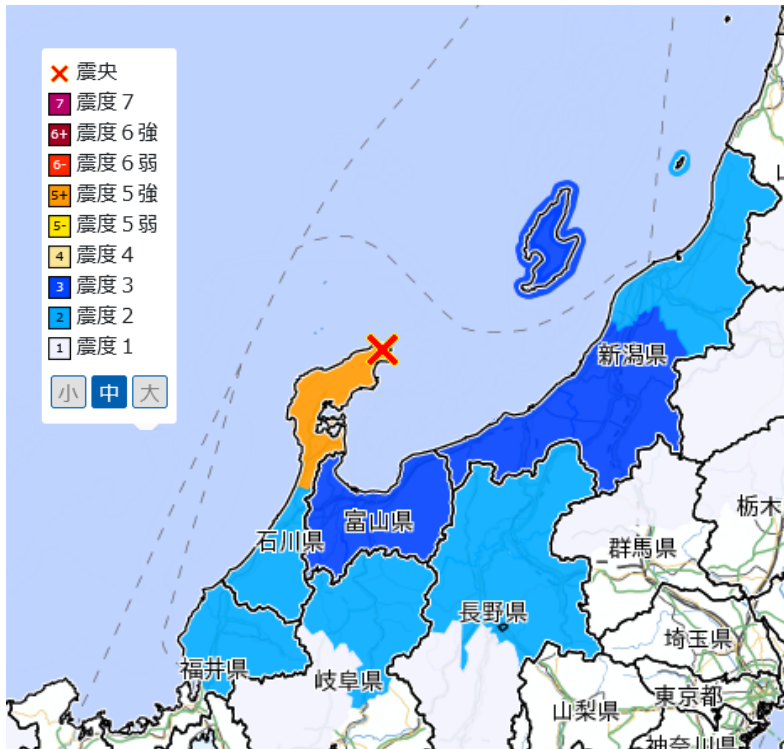 震央
7 震度７
6+ 震度６強
6- 震度６弱
5+ 震度５強
5- 震度５弱
4 震度４
3 震度３
2 震度２
1 震度１
小 中 大
新潟県
富山県
石川県
栃木
群馬県
長野県
埼玉県
福井県
岐阜県
山梨県
東京都
神奈川県